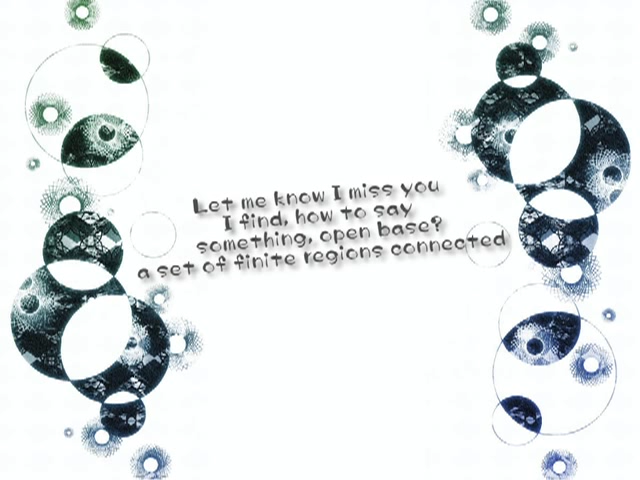 Let me know I miss you
I find, how to say
something, open base?
a set of finite regions connected